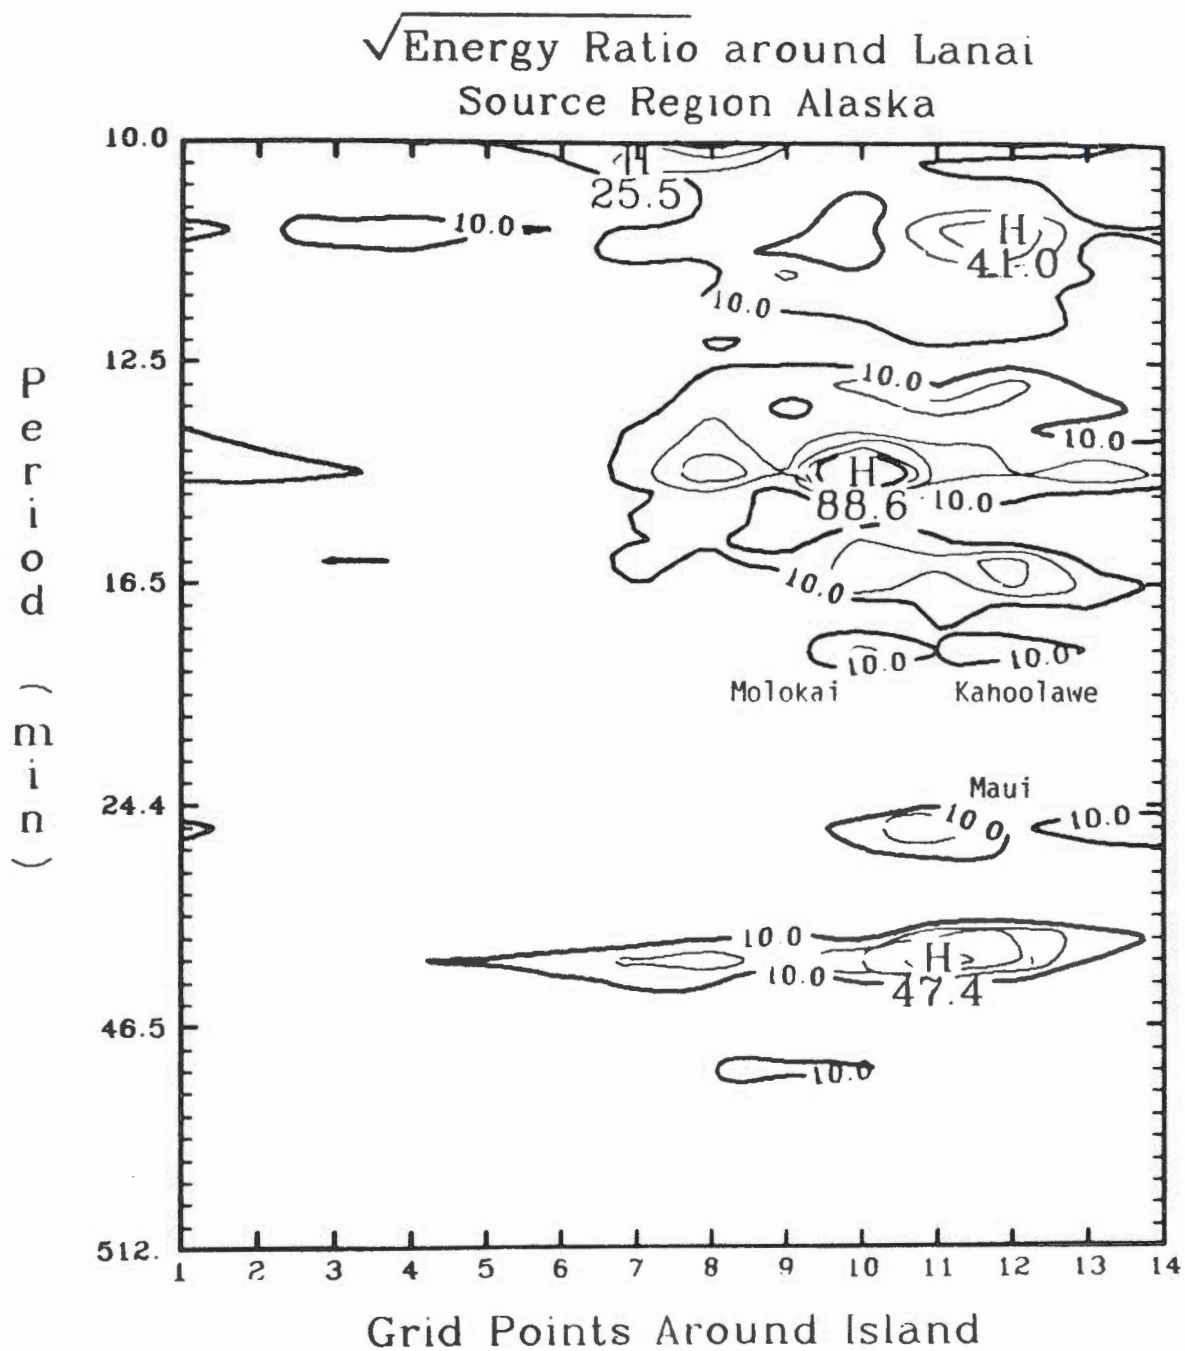 √Energy Ratio around Lanai
Source Region Alaska
10.0
H
25.5
10.0
H
41.0
10.0
12.5
10.0
10.0
H
88.6
10.0
16.5
10.0
10.0
10.0
Molokai
Kahoolawe
24.4
Maui
10.0
10.0
10.0
H
10.0
47.4
46.5
10.0
512.
1 2 3 4 5 6 7 8 9 10 11 12 13 14
Period (min)
Grid Points Around Island